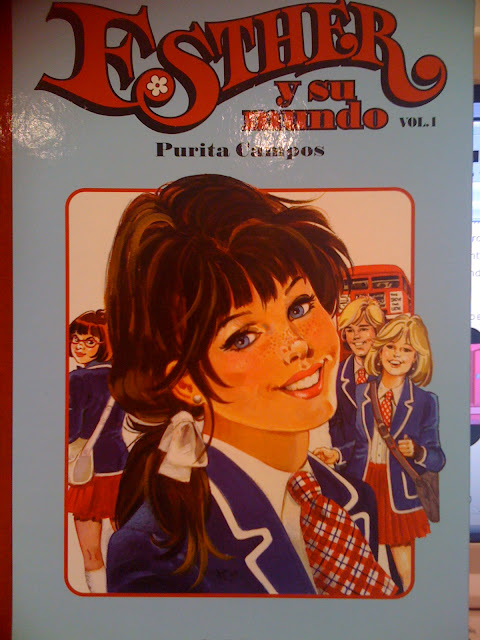 ESTHER
y su
mundo VOL.1
Purita Campos